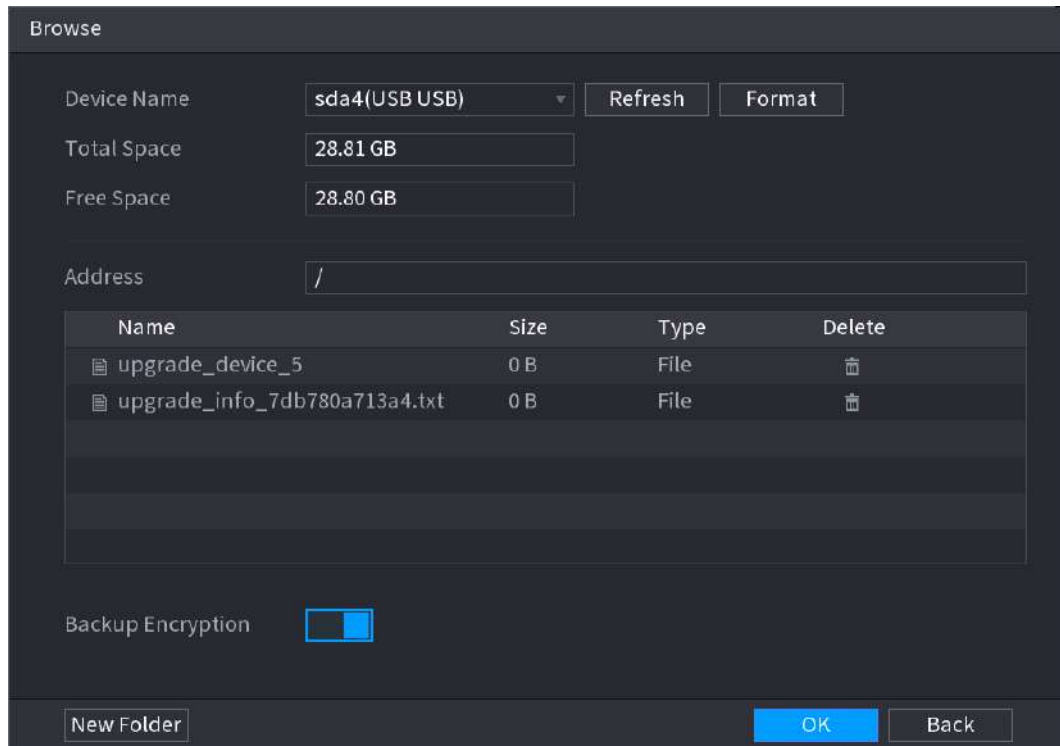 Browse
Device Name sda4(USB USB) Refresh Format
Total Space 28.81 GB
Free Space 28.80 GB
Address /
Name Size Type Delete
upgrade_device_5 0 B File
upgrade_info_7db780a713a4.txt 0 B File
Backup Encryption
New Folder OK Back